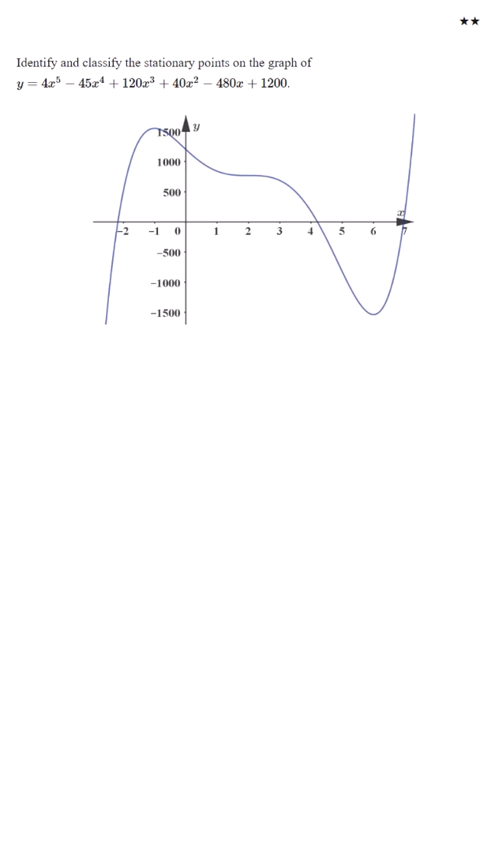 ★★
Identify and classify the stationary points on the graph of
y = 4x⁵ − 45x⁴ + 120x³ + 40x² − 480x + 1200.
1500 y
1000
500
x
−2 −1 0 1 2 3 4 5 6 7
−500
−1000
−1500